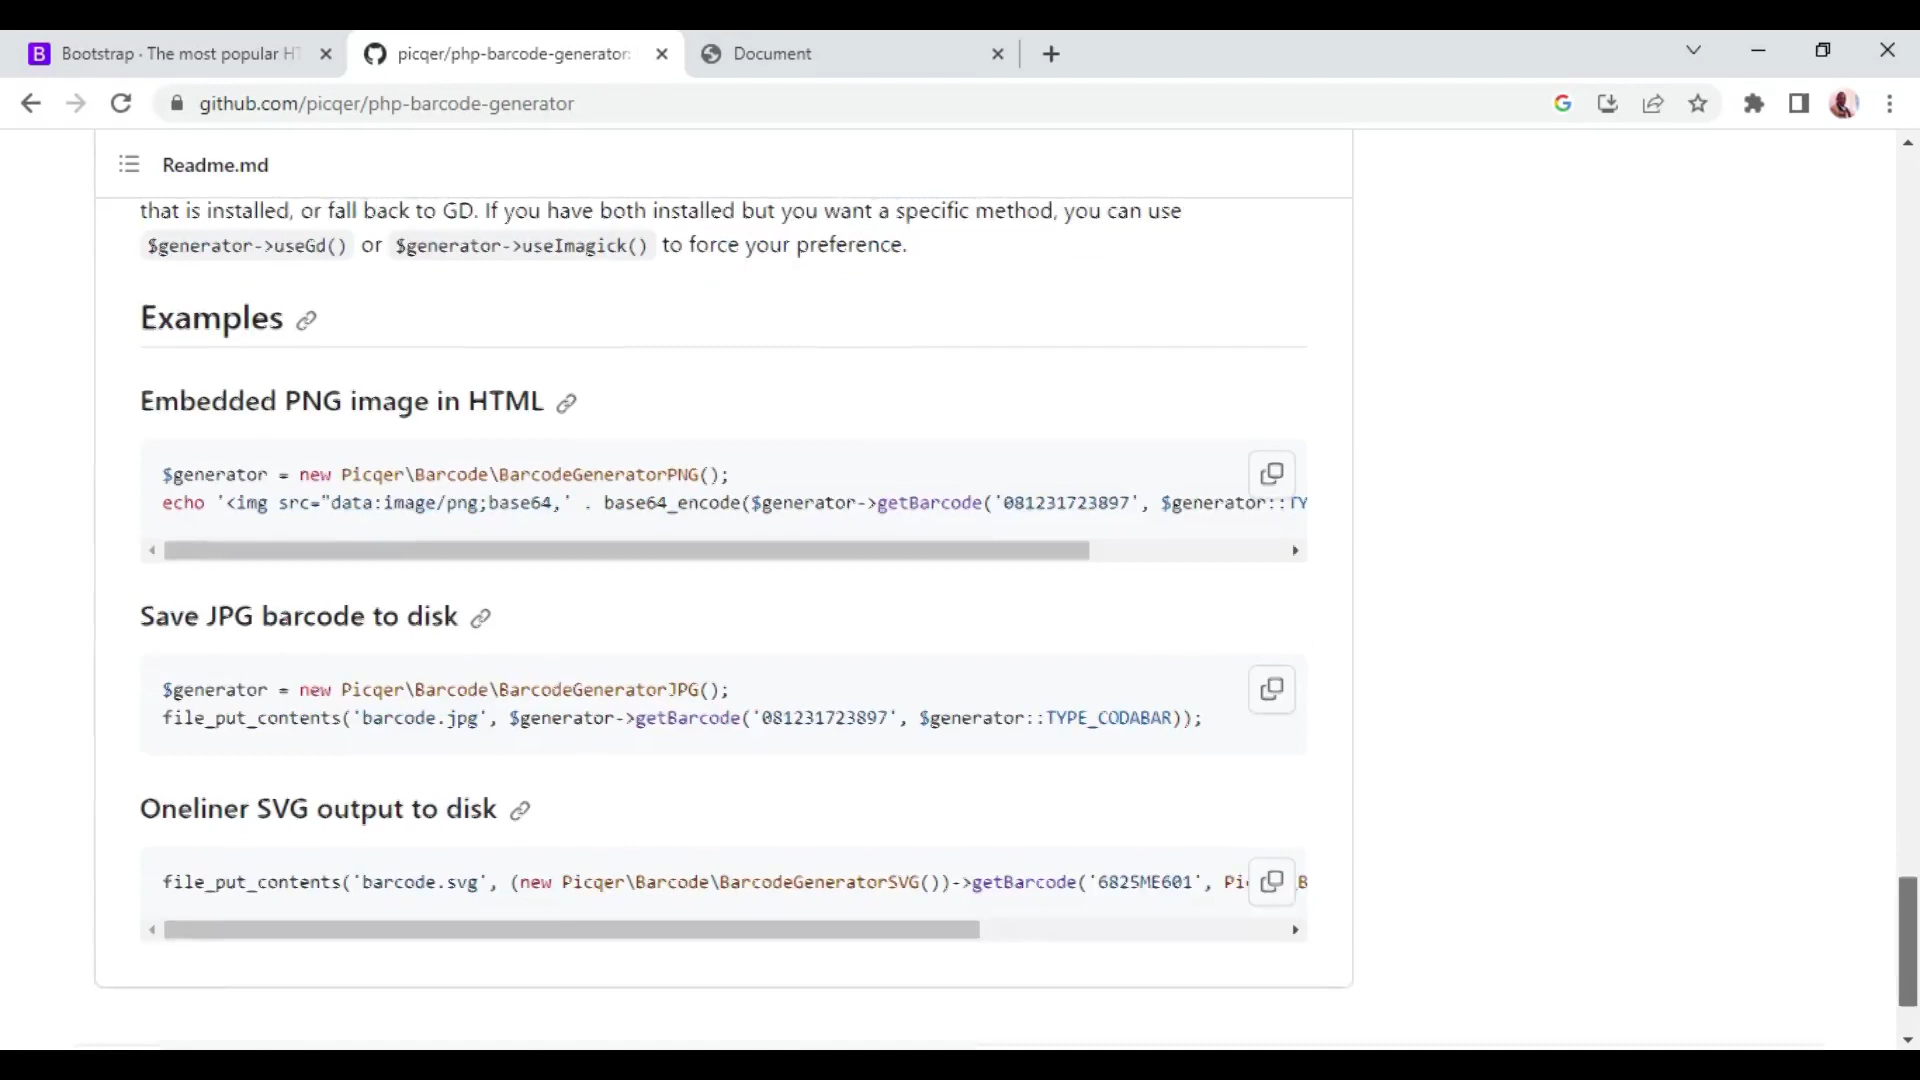 Bootstrap · The most popular HT
picqer/php-barcode-generator:
Document
github.com/picqer/php-barcode-generator
Readme.md
that is installed, or fall back to GD. If you have both installed but you want a specific method, you can use
$generator->useGd() or $generator->useImagick() to force your preference.
Examples
Embedded PNG image in HTML
$generator = new Picqer\Barcode\BarcodeGeneratorPNG();
echo '<img src="data:image/png;base64,' . base64_encode($generator->getBarcode('081231723897', $generator::TY
Save JPG barcode to disk
$generator = new Picqer\Barcode\BarcodeGeneratorJPG();
file_put_contents('barcode.jpg', $generator->getBarcode('081231723897', $generator::TYPE_CODABAR));
Oneliner SVG output to disk
file_put_contents('barcode.svg', (new Picqer\Barcode\BarcodeGeneratorSVG())->getBarcode('6825ME601', Pi B